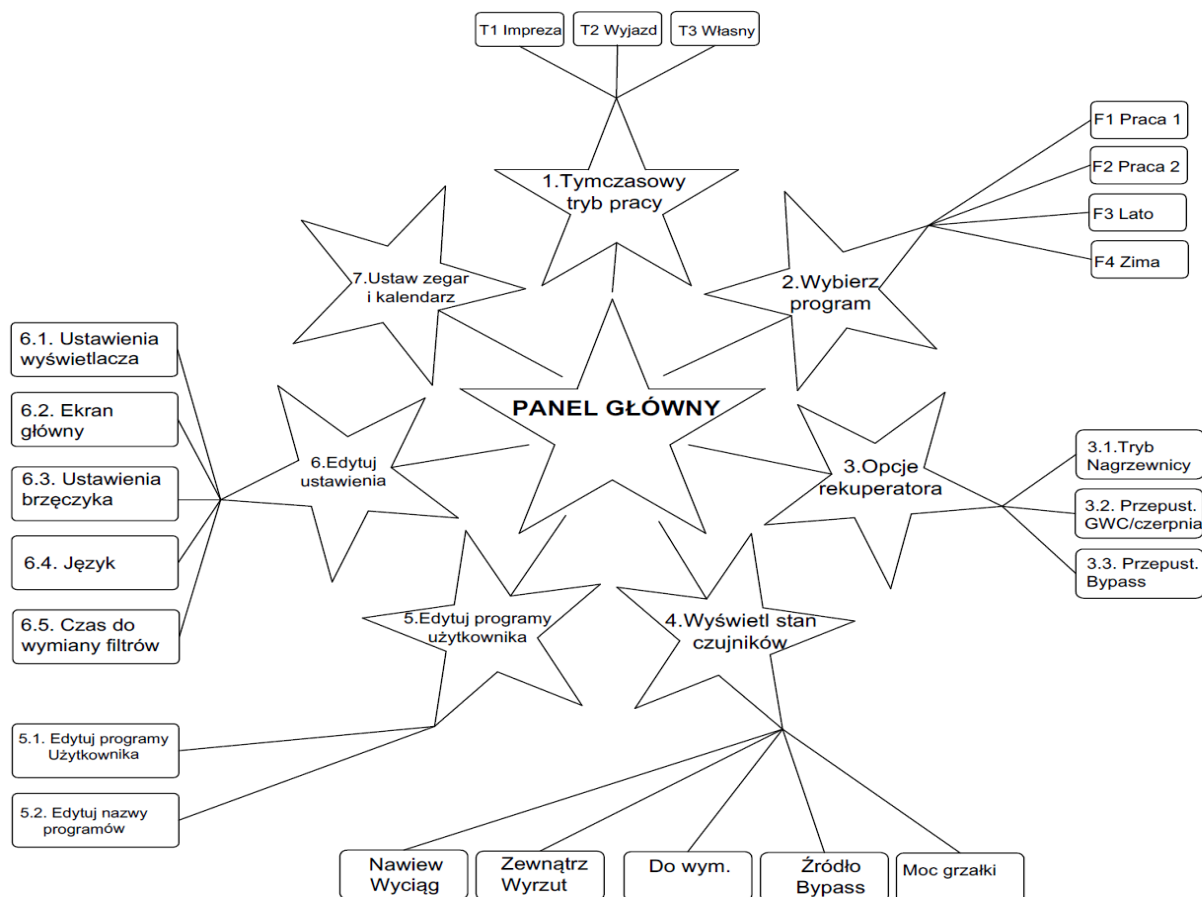 T1 Impreza
T2 Wyjazd
T3 Własny
1.Tymczasowy
tryb pracy
F1 Praca 1
F2 Praca 2
F3 Lato
F4 Zima
2.Wybierz
program
7.Ustaw zegar
i kalendarz
PANEL GŁÓWNY
3.Opcje
rekuperatora
3.1.Tryb
Nagrzewnicy
3.2. Przepust.
GWC/czerpnia
3.3. Przepust.
Bypass
6.Edytuj
ustawienia
6.1. Ustawienia
wyświetlacza
6.2. Ekran
główny
6.3. Ustawienia
brzęczyka
6.4. Język
6.5. Czas do
wymiany filtrów
5.Edytuj programy
użytkownika
4.Wyświetl stan
czujników
5.1. Edytuj programy
Użytkownika
5.2. Edytuj nazwy
programów
Nawiew
Wyciąg
Zewnątrz
Wyrzut
Do wym.
Źródło
Bypass
Moc grzałki